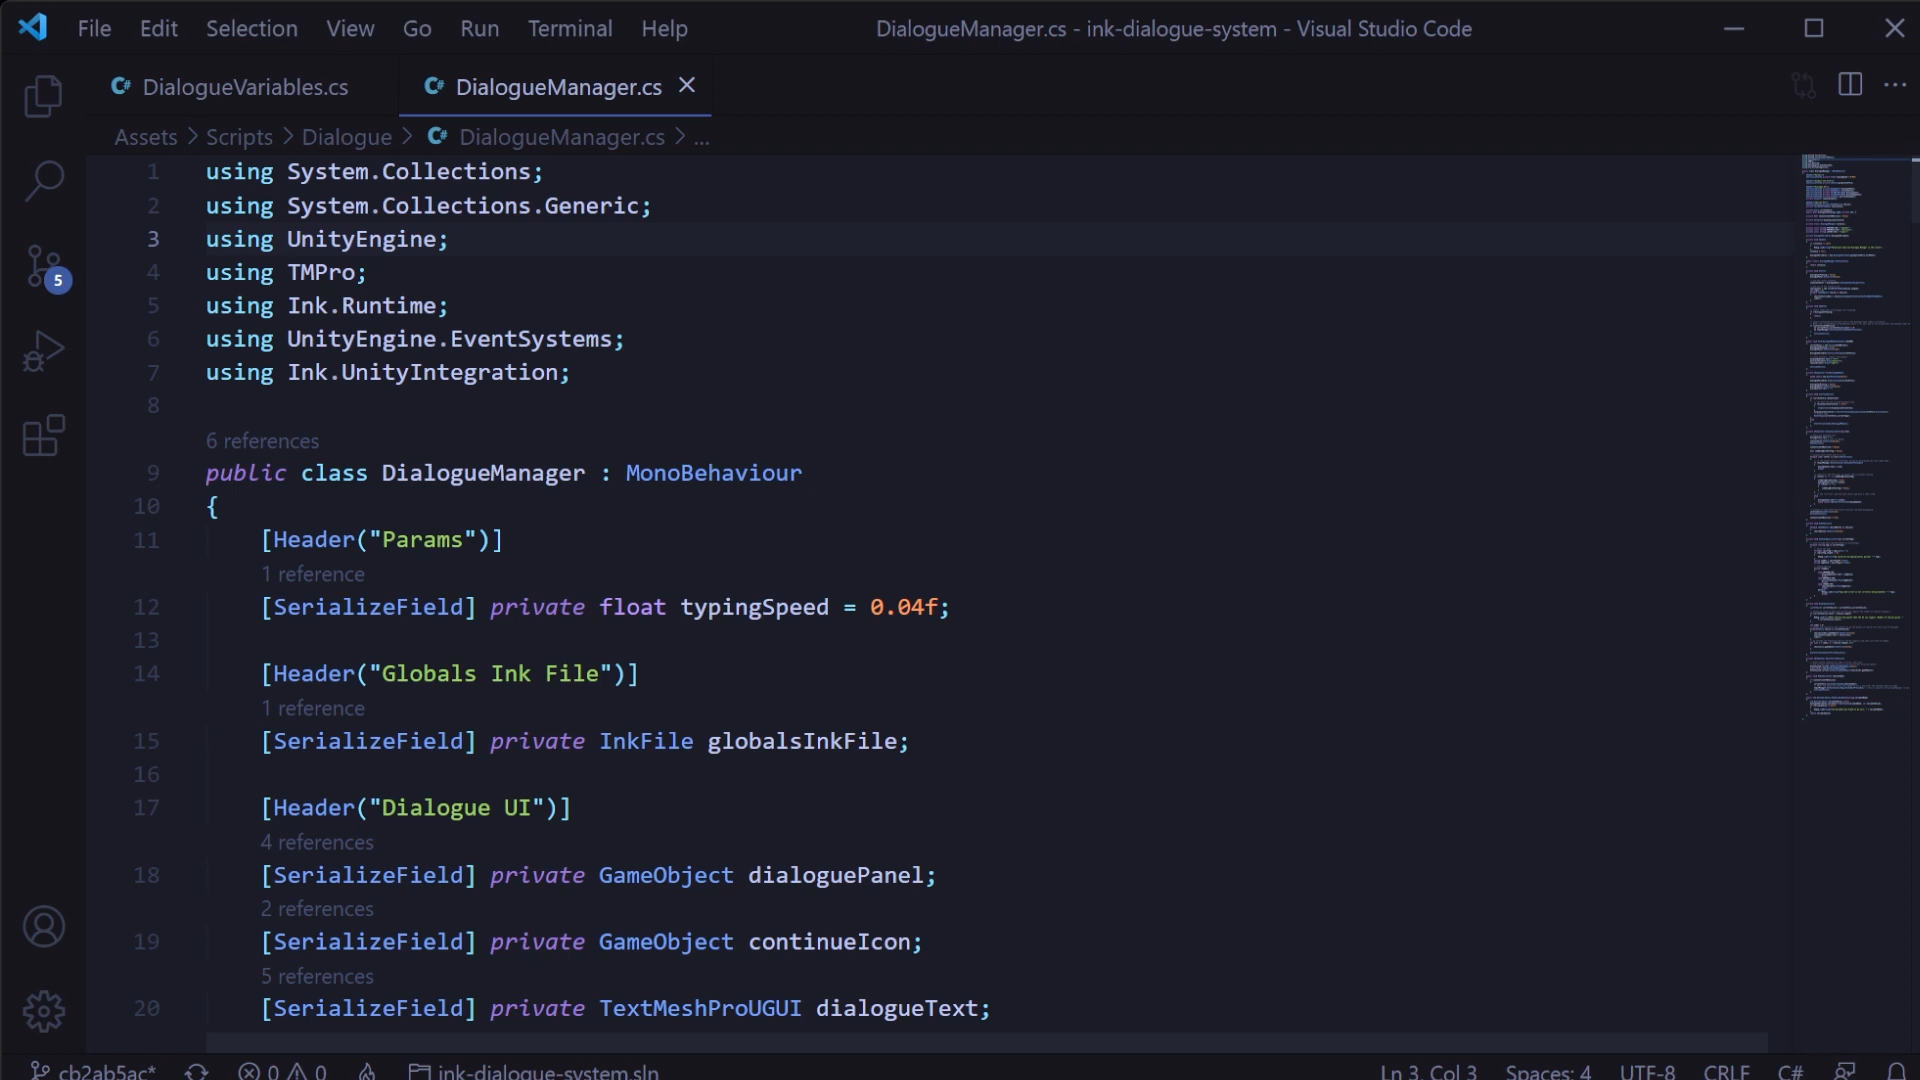 File Edit Selection View Go Run Terminal Help DialogueManager.cs - ink-dialogue-system - Visual Studio Code
C# DialogueVariables.cs C# DialogueManager.cs
Assets > Scripts > Dialogue > C# DialogueManager.cs > ...
1 using System.Collections;
2 using System.Collections.Generic;
3 using UnityEngine;
4 using TMPro;
5 using Ink.Runtime;
6 using UnityEngine.EventSystems;
7 using Ink.UnityIntegration;
8
6 references
9 public class DialogueManager : MonoBehaviour
10 {
11 [Header("Params")]
1 reference
12 [SerializeField] private float typingSpeed = 0.04f;
13
14 [Header("Globals Ink File")]
1 reference
15 [SerializeField] private InkFile globalsInkFile;
16
17 [Header("Dialogue UI")]
4 references
18 [SerializeField] private GameObject dialoguePanel;
2 references
19 [SerializeField] private GameObject continueIcon;
5 references
20 [SerializeField] private TextMeshProUGUI dialogueText;
5
cb2ab5ac* 0 0 ink-dialogue-system.sln Ln 3, Col 3 Spaces: 4 UTF-8 CRLF C#